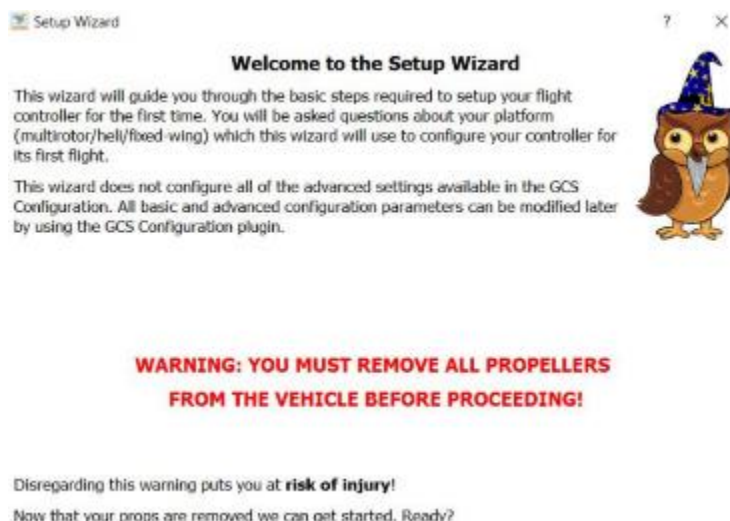 Setup Wizard
?
Welcome to the Setup Wizard
This wizard will guide you through the basic steps required to setup your flight
controller for the first time. You will be asked questions about your platform
(multirotor/heli/fixed-wing) which this wizard will use to configure your controller for
its first flight.
This wizard does not configure all of the advanced settings available in the GCS
Configuration. All basic and advanced configuration parameters can be modified later
by using the GCS Configuration plugin.
WARNING: YOU MUST REMOVE ALL PROPELLERS
FROM THE VEHICLE BEFORE PROCEEDING!
Disregarding this warning puts you at risk of injury!
Now that your props are removed we can get started. Ready?